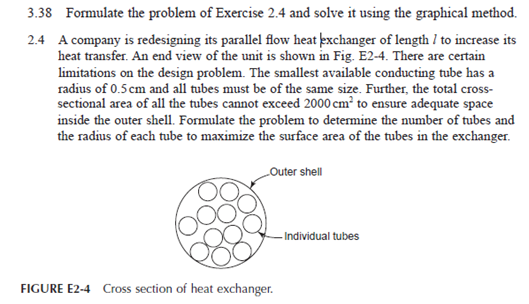 3.38 Formulate the problem of Exercise 2.4 and solve it using the graphical method.
2.4 A company is redesigning its parallel flow heat exchanger of length l to increase its
heat transfer. An end view of the unit is shown in Fig. E2-4. There are certain
limitations on the design problem. The smallest available conducting tube has a
radius of 0.5 cm and all tubes must be of the same size. Further, the total cross-
sectional area of all the tubes cannot exceed 2000 cm² to ensure adequate space
inside the outer shell. Formulate the problem to determine the number of tubes and
the radius of each tube to maximize the surface area of the tubes in the exchanger.
Outer shell
Individual tubes
FIGURE E2-4 Cross section of heat exchanger.